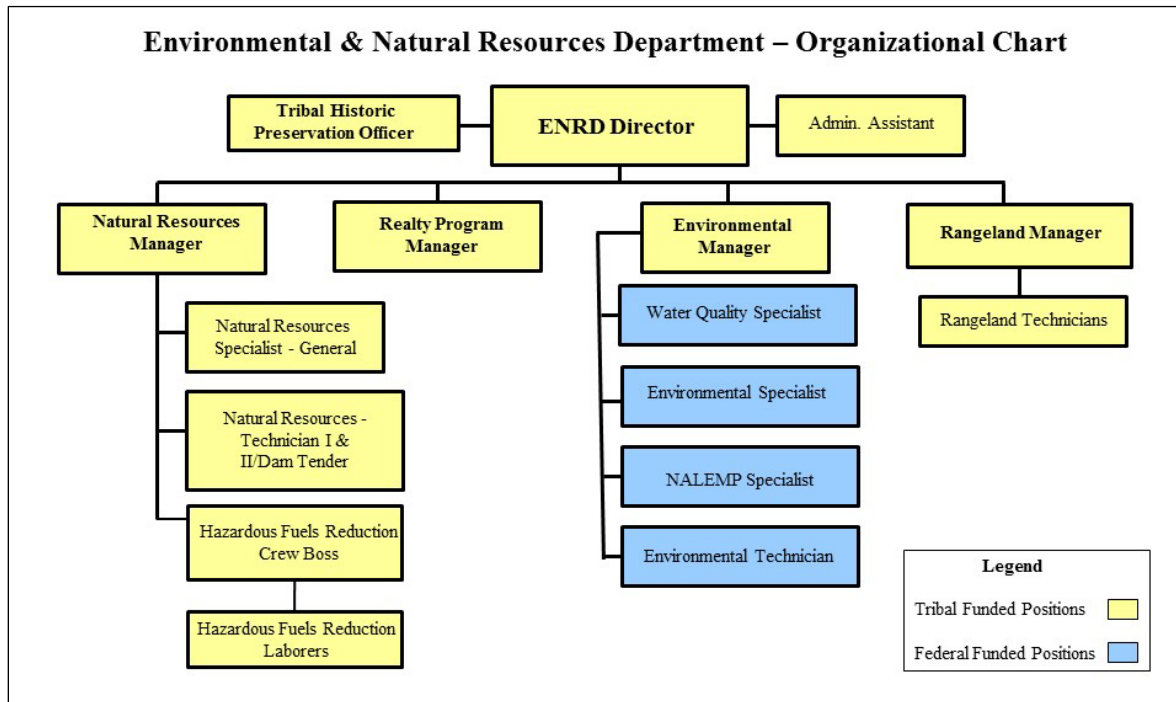 Environmental & Natural Resources Department – Organizational Chart
Tribal Historic
Preservation Officer
ENRD Director
Admin. Assistant
Natural Resources
Manager
Realty Program
Manager
Environmental
Manager
Rangeland Manager
Natural Resources
Specialist - General
Natural Resources -
Technician I &
II/Dam Tender
Hazardous Fuels Reduction
Crew Boss
Hazardous Fuels Reduction
Laborers
Water Quality Specialist
Environmental Specialist
NALEMP Specialist
Environmental Technician
Rangeland Technicians
Legend
Tribal Funded Positions
Federal Funded Positions